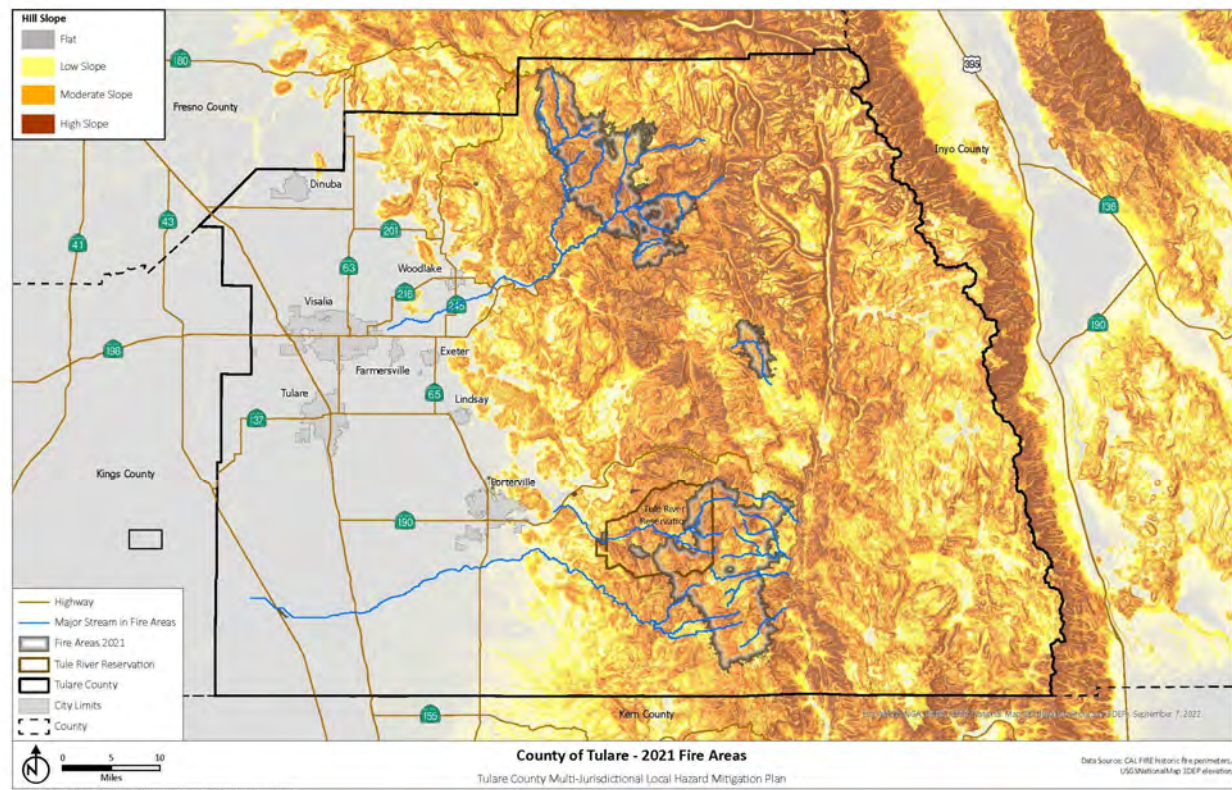 Hill Slope
Flat
Low Slope
Moderate Slope
High Slope
180
Fresno County
395
Inyo County
Dinuba
136
43
41
201
63
Woodlake
216
245
Visalia
190
198
Exeter
Farmersville
Tulare
65
Lindsay
137
Kings County
Porterville
Tule River
Reservation
190
Highway
Major Stream in Fire Areas
Fire Areas 2021
Tule River Reservation
Tulare County
City Limits
County
155
Kern County
September 7, 2022
N
0 5 10
Miles
County of Tulare - 2021 Fire Areas
Tulare County Multi-Jurisdictional Local Hazard Mitigation Plan
Data Source: CAL FIRE historic fire perimeters,
USGSNationalMap 3DEP elevation